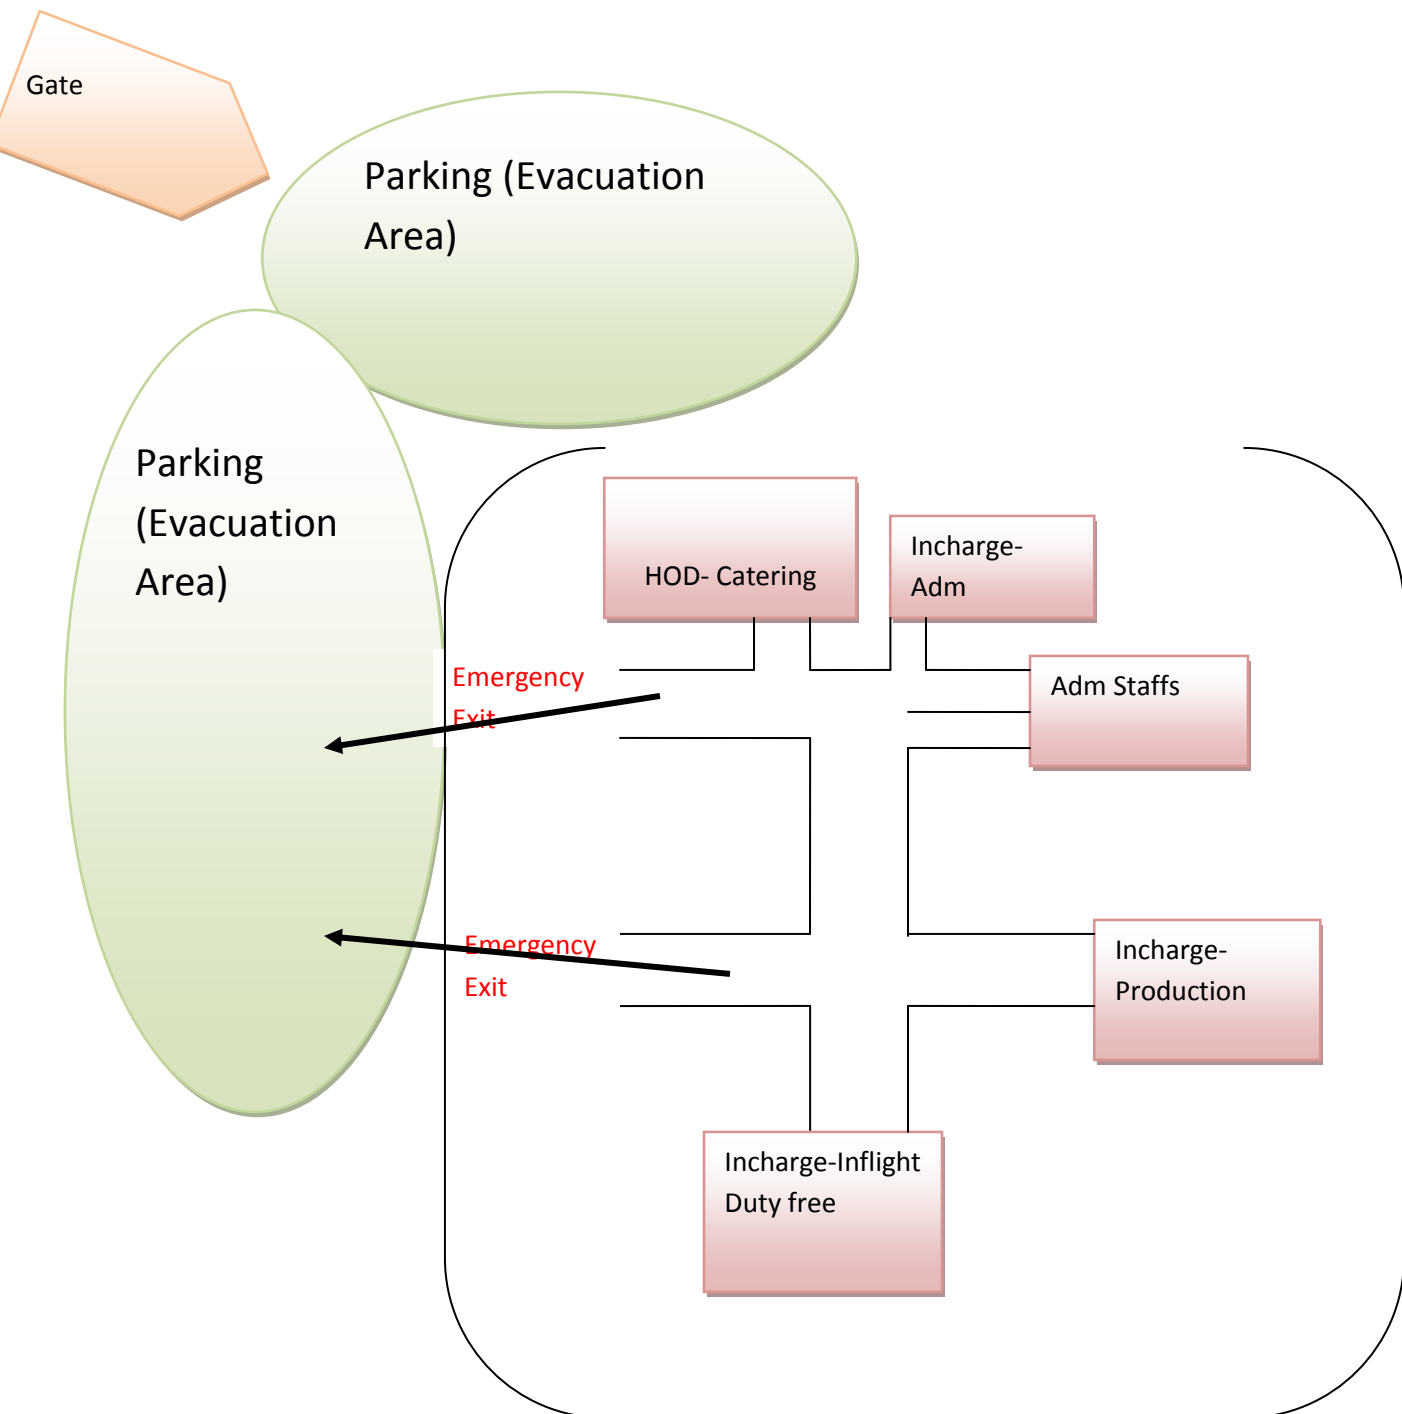 Gate
Parking (Evacuation
Area)
Parking
(Evacuation
Area)
HOD- Catering
Incharge-
Adm
Emergency
Exit
Adm Staffs
Emergency
Exit
Incharge-
Production
Incharge-Inflight
Duty free